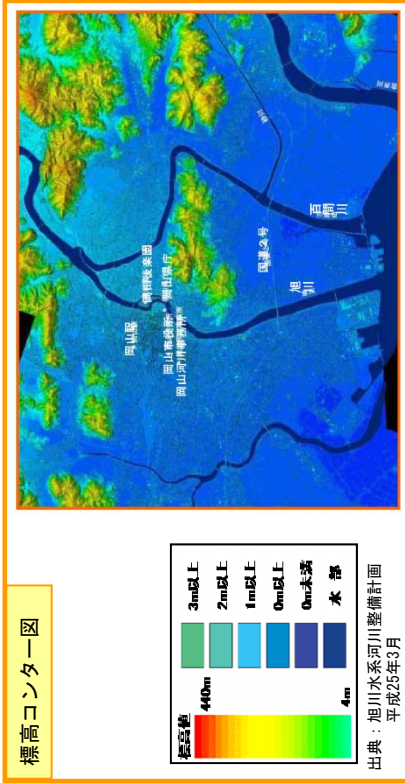 標高コンター図
標高値
440m
4m
3m以上
2m以上
1m以上
0m以上
0m未満
水部
出典：旭川水系河川整備計画
平成25年3月
岡山駅
岡山後楽園
岡山市役所
岡山県庁
岡山河川事務所
国道2号
旭川
百間川